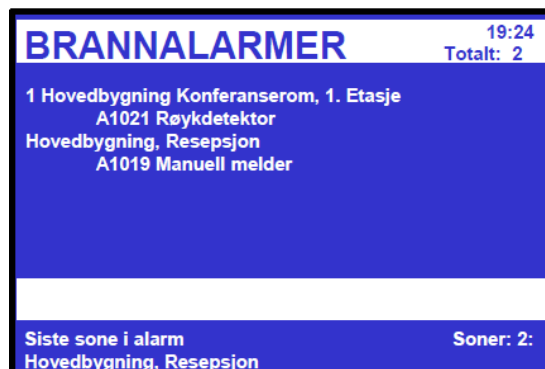 BRANNALARMER
19:24
Totalt: 2
1 Hovedbygning Konferanserom, 1. Etasje
A1021 Røykdetektor
Hovedbygning, Resepsjon
A1019 Manuell melder
Siste sone i alarm
Soner: 2:
Hovedbygning, Resepsjon